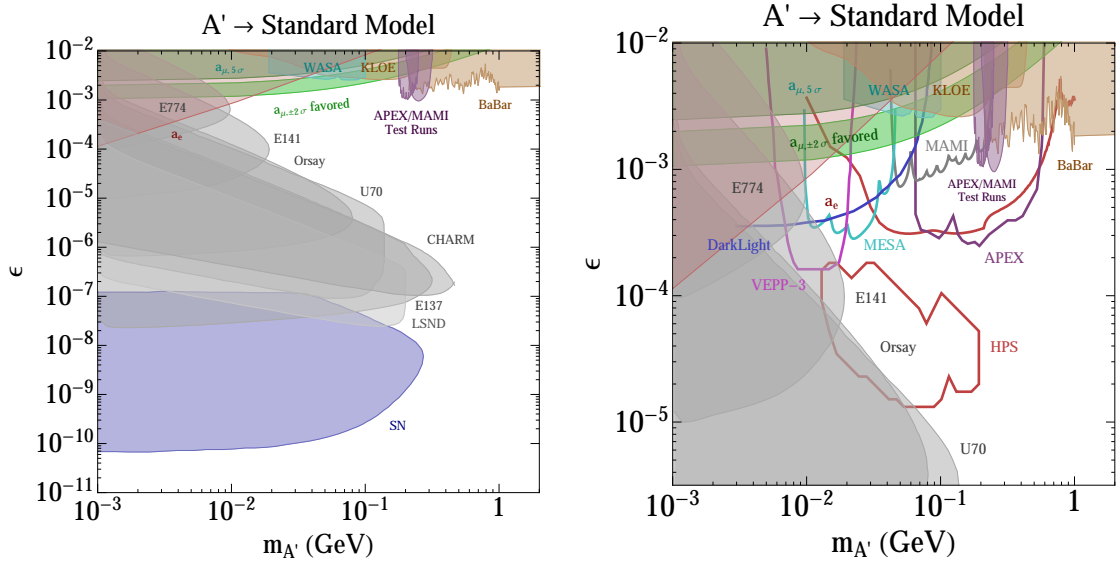 A′ → Standard Model
10⁻²
10⁻³
10⁻⁴
10⁻⁵
10⁻⁶
10⁻⁷
10⁻⁸
10⁻⁹
10⁻¹⁰
10⁻¹¹
ϵ
a_μ,5σ
WASA
KLOE
BaBar
a_μ,±2σ favored
APEX/MAMI
Test Runs
E774
a_e
E141
Orsay
U70
CHARM
E137
LSND
SN
10⁻³
10⁻²
10⁻¹
1
m_A′ (GeV)
A′ → Standard Model
10⁻²
10⁻³
10⁻⁴
10⁻⁵
ϵ
a_μ,5σ
WASA
KLOE
BaBar
a_μ,±2σ favored
MAMI
APEX/MAMI
Test Runs
E774
a_e
DarkLight
MESA
APEX
VEPP−3
E141
Orsay
HPS
U70
10⁻³
10⁻²
10⁻¹
1
m_A′ (GeV)